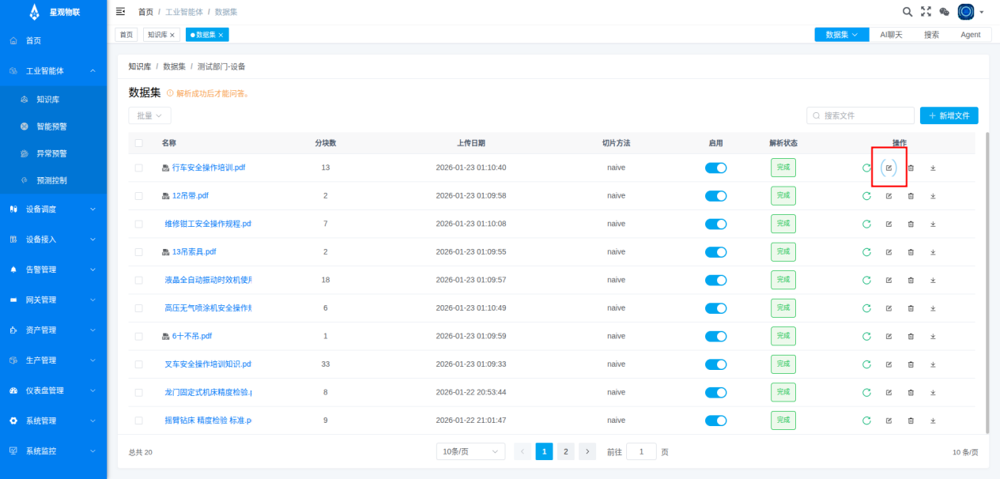 星观物联
首页 / 工业智能体 / 数据集
首页
工业智能体
知识库
智能预警
异常预警
预测控制
设备调度
设备接入
告警管理
网关管理
资产管理
生产管理
仪表盘管理
系统管理
系统监控
首页 知识库 × 数据集 ×
数据集 AI聊天 搜索 Agent
知识库 / 数据集 / 测试部门-设备
数据集 解析成功后才能问答。
批量 搜索文件 + 新增文件
名称 分块数 上传日期 切片方法 启用 解析状态 操作
行车安全操作培训.pdf 13 2026-01-23 01:10:40 naive 完成
12吊带.pdf 2 2026-01-23 01:09:58 naive 完成
维修钳工安全操作规程.pd 7 2026-01-23 01:10:08 naive 完成
13吊索具.pdf 2 2026-01-23 01:09:55 naive 完成
液晶全自动振动时效机使用 18 2026-01-23 01:09:57 naive 完成
高压无气喷涂机安全操作 6 2026-01-23 01:10:49 naive 完成
6十不吊.pdf 1 2026-01-23 01:09:59 naive 完成
叉车安全操作培训知识.pd 33 2026-01-23 01:09:33 naive 完成
龙门固定式机床精度检验. 8 2026-01-22 20:53:44 naive 完成
摇臂钻床 精度检验 标准.p 9 2026-01-22 21:01:47 naive 完成
总共 20 10条/页 1 2 前往 1 页 10 条/页